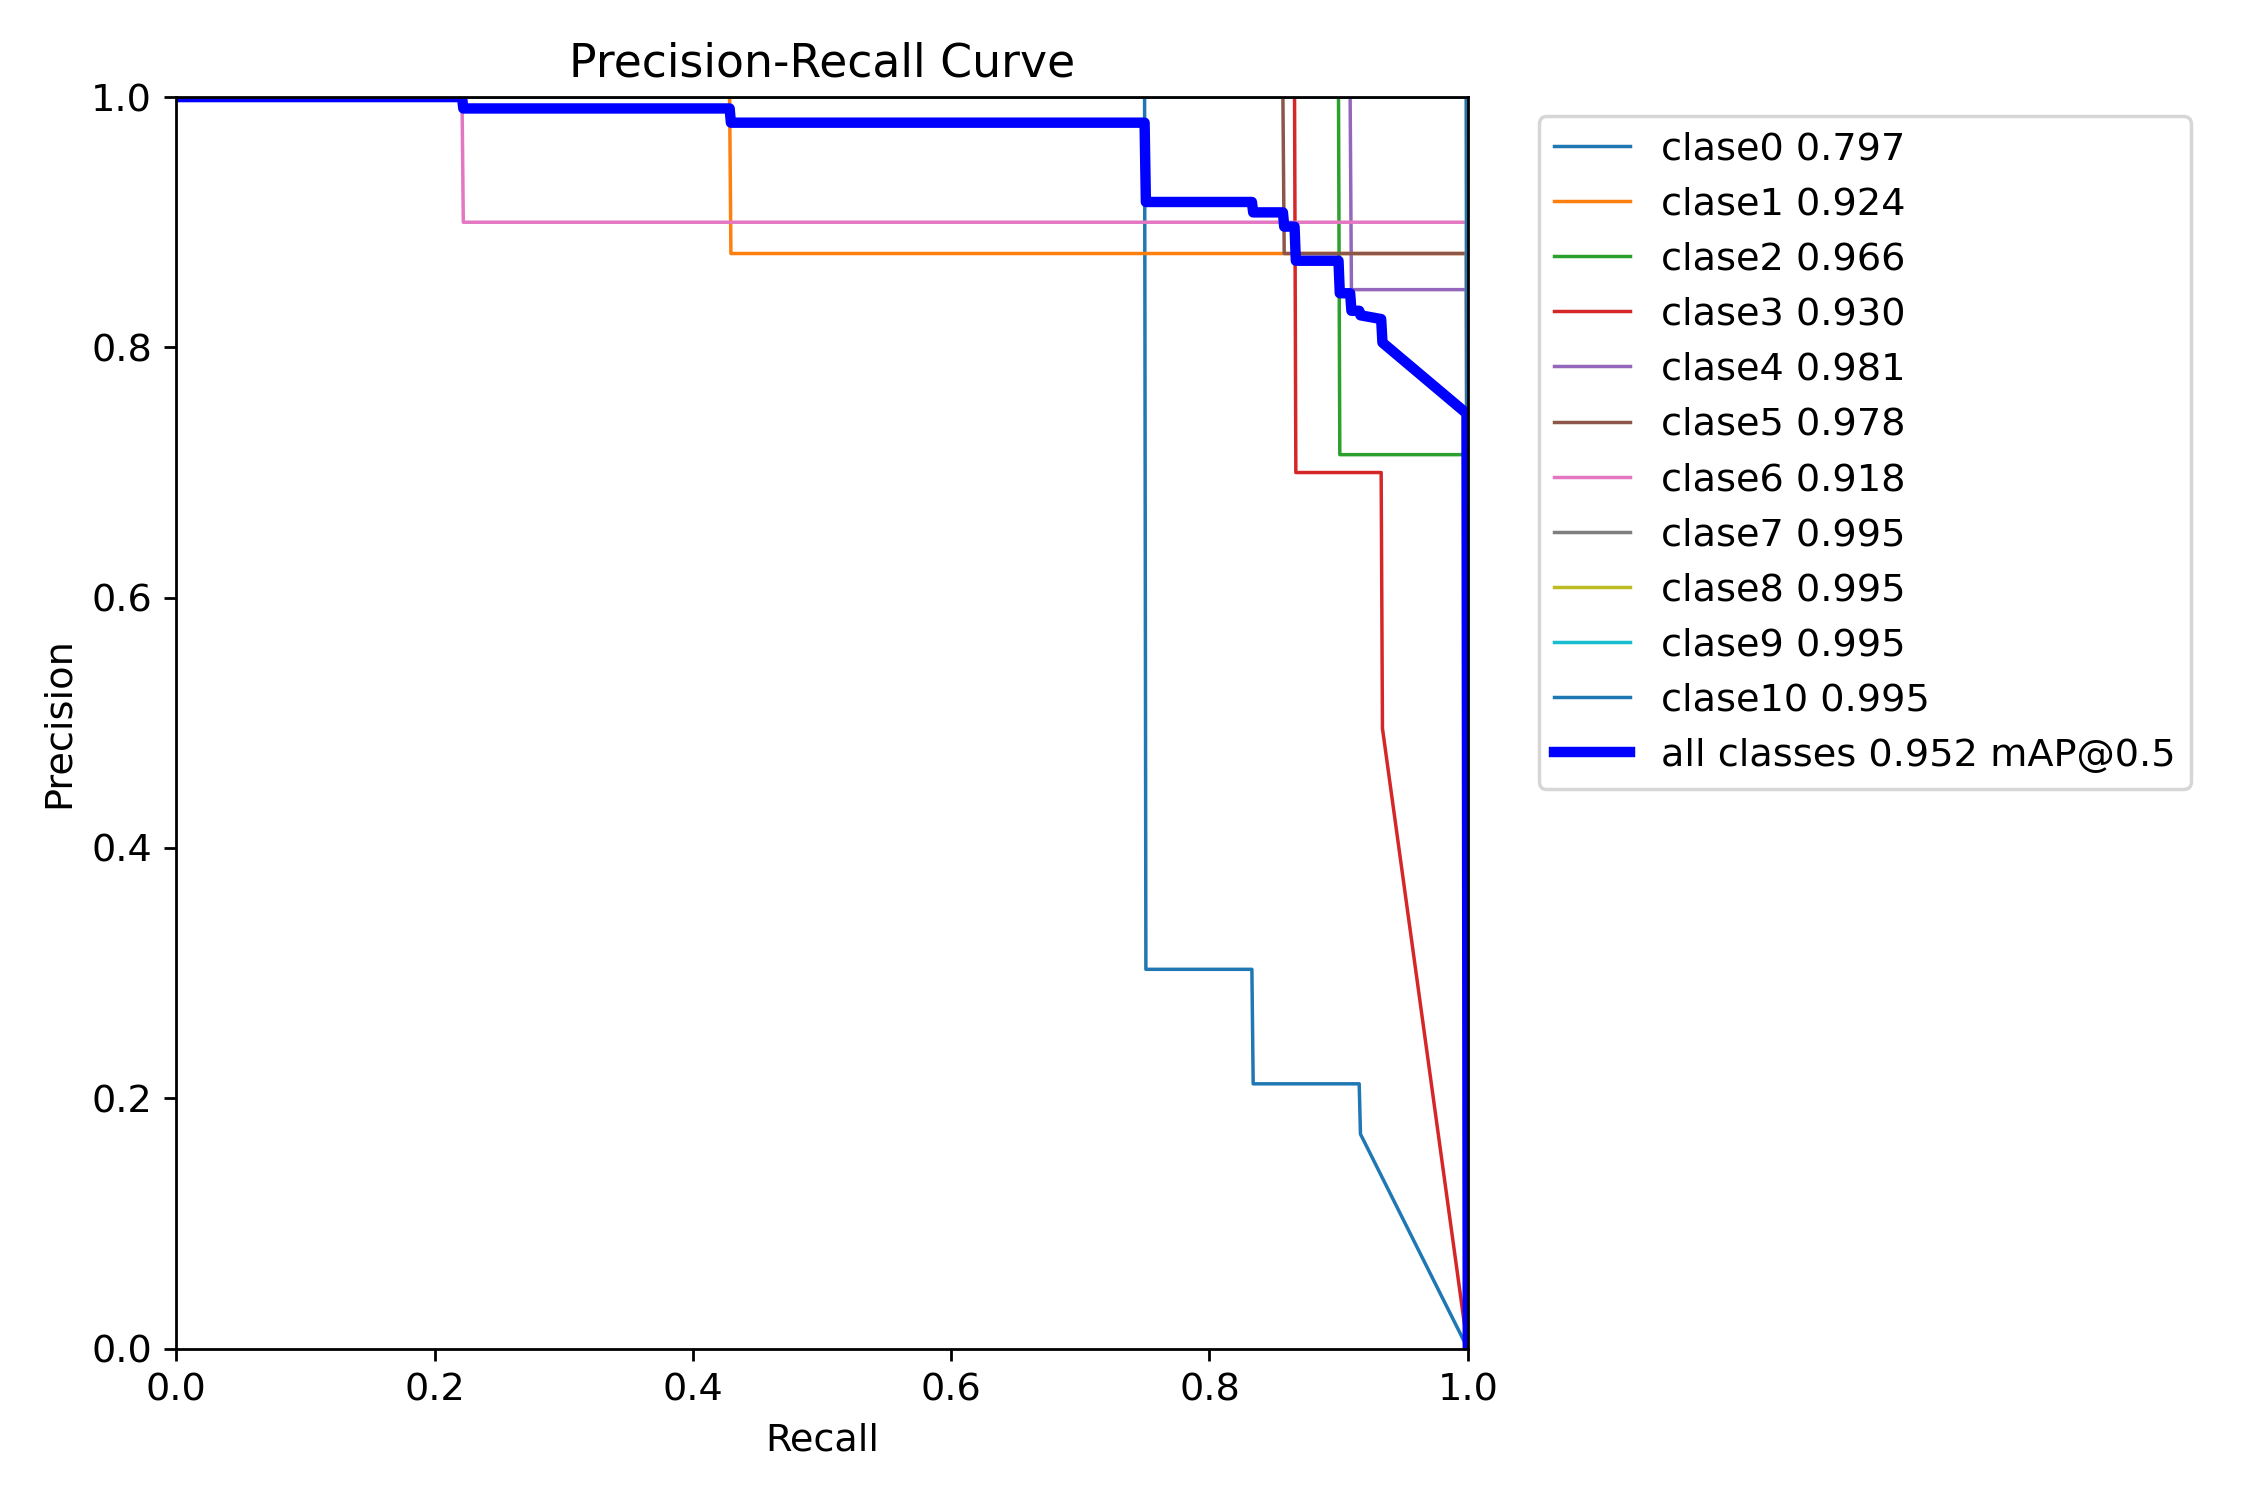 Precision-Recall Curve
1.0
0.8
0.6
0.4
0.2
0.0
Precision
0.0 0.2 0.4 0.6 0.8 1.0
Recall
clase0 0.797
clase1 0.924
clase2 0.966
clase3 0.930
clase4 0.981
clase5 0.978
clase6 0.918
clase7 0.995
clase8 0.995
clase9 0.995
clase10 0.995
all classes 0.952 mAP@0.5